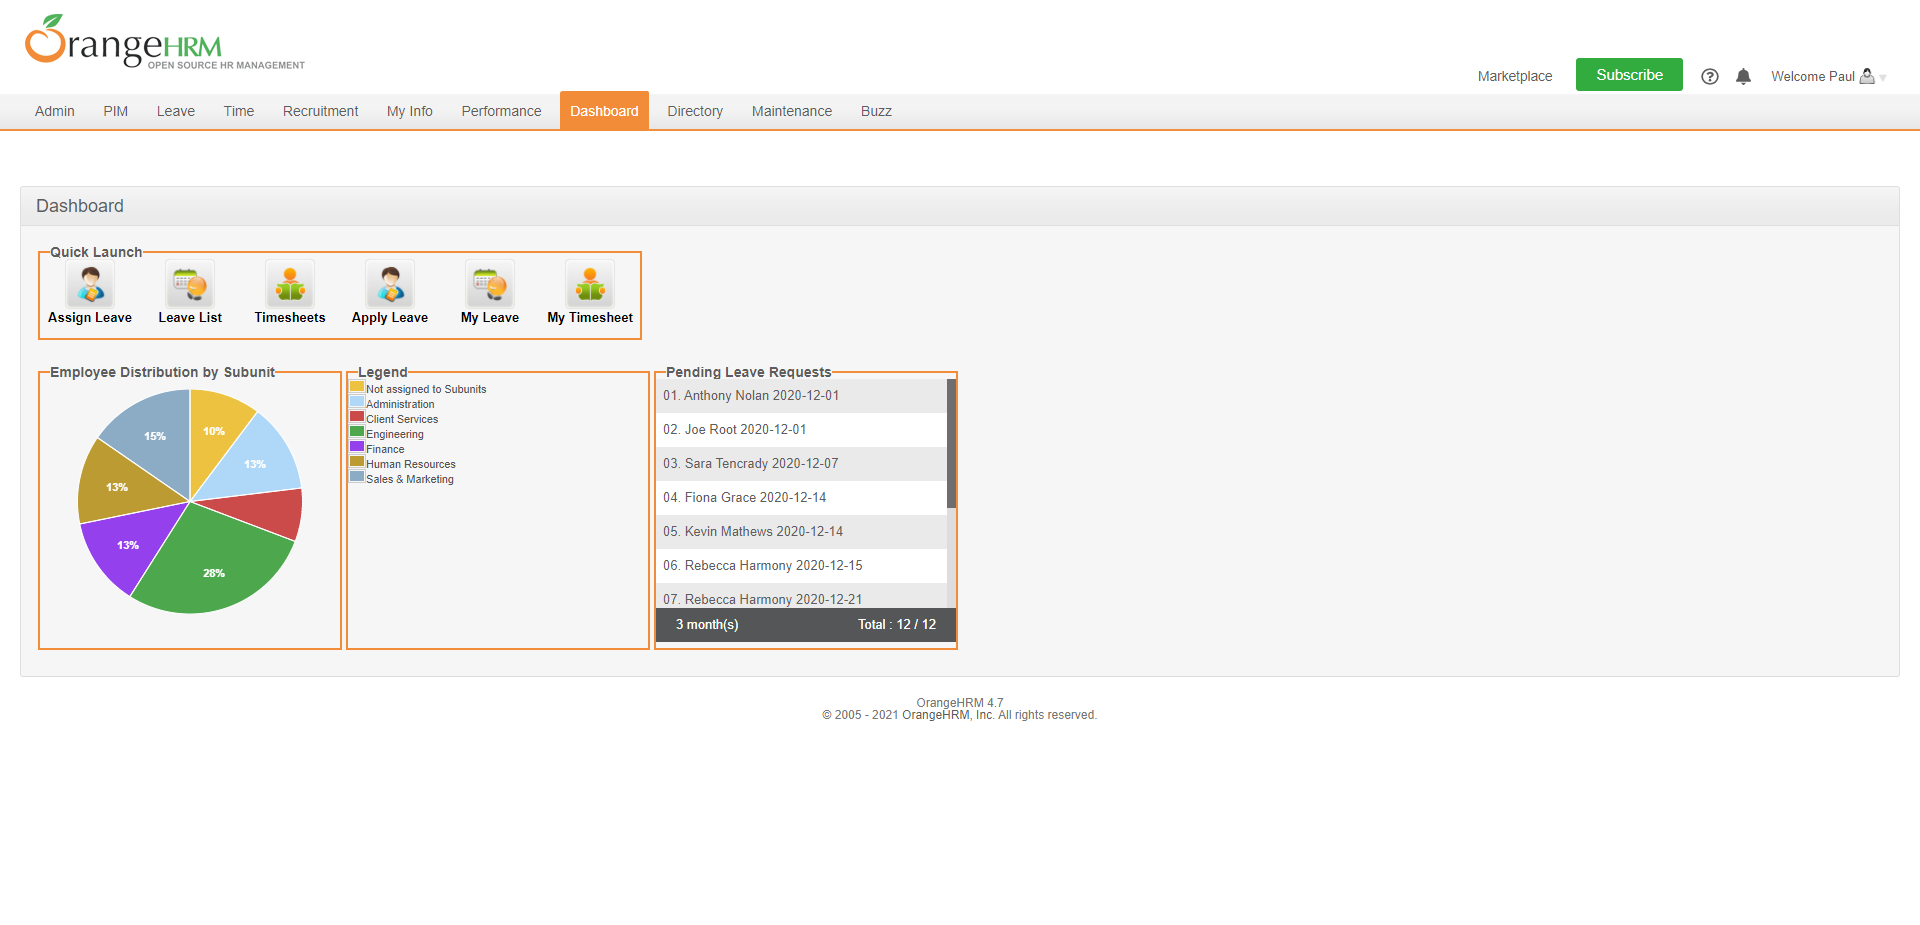 OrangeHRM
OPEN SOURCE HR MANAGEMENT
Marketplace
Subscribe
Welcome Paul
Admin
PIM
Leave
Time
Recruitment
My Info
Performance
Dashboard
Directory
Maintenance
Buzz
Dashboard
Quick Launch
Assign Leave
Leave List
Timesheets
Apply Leave
My Leave
My Timesheet
Employee Distribution by Subunit
10%
13%
28%
13%
13%
15%
Legend
Not assigned to Subunits
Administration
Client Services
Engineering
Finance
Human Resources
Sales & Marketing
Pending Leave Requests
01. Anthony Nolan 2020-12-01
02. Joe Root 2020-12-01
03. Sara Tencrady 2020-12-07
04. Fiona Grace 2020-12-14
05. Kevin Mathews 2020-12-14
06. Rebecca Harmony 2020-12-15
07. Rebecca Harmony 2020-12-21
3 month(s)
Total : 12 / 12
OrangeHRM 4.7
© 2005 - 2021 OrangeHRM, Inc. All rights reserved.